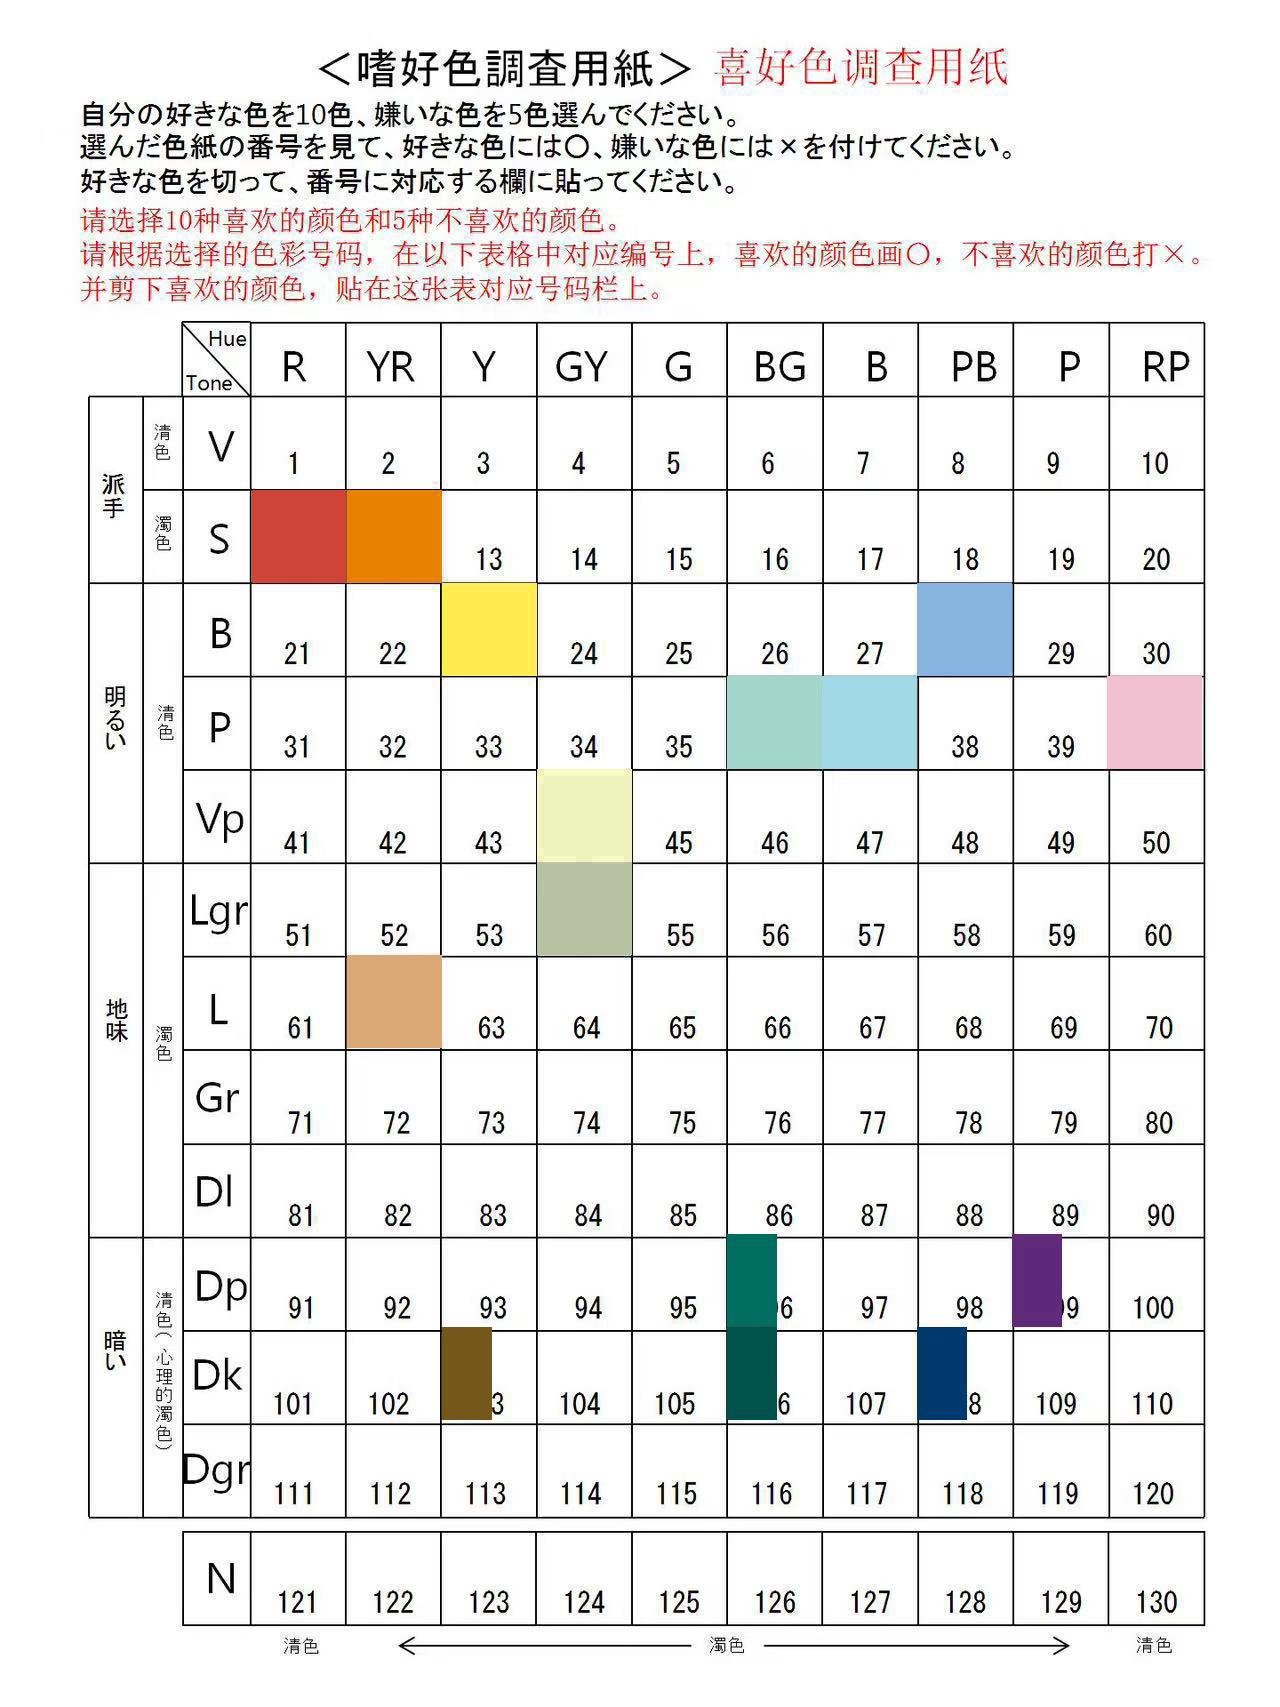 ＜嗜好色調査用紙＞ 喜好色调查用纸
自分の好きな色を10色、嫌いな色を5色選んでください。
選んだ色紙の番号を見て、好きな色には〇、嫌いな色には×を付けてください。
好きな色を切って、番号に対応する欄に貼ってください。
请选择10种喜欢的颜色和5种不喜欢的颜色。
请根据选择的色彩号码，在以下表格中对应编号上，喜欢的颜色画〇，不喜欢的颜色打×。
并剪下喜欢的颜色，贴在这张表对应号码栏上。
Hue
Tone
R YR Y GY G BG B PB P RP
派手
清色
V 1 2 3 4 5 6 7 8 9 10
濁色
S 13 14 15 16 17 18 19 20
明るい
清色
B 21 22 24 25 26 27 29 30
P 31 32 33 34 35 38 39
Vp 41 42 43 45 46 47 48 49 50
地味
濁色
Lgr 51 52 53 55 56 57 58 59 60
L 61 63 64 65 66 67 68 69 70
Gr 71 72 73 74 75 76 77 78 79 80
Dl 81 82 83 84 85 86 87 88 89 90
暗い
清色(心理的濁色)
Dp 91 92 93 94 95 6 97 98 9 100
Dk 101 102 3 104 105 6 107 8 109 110
Dgr 111 112 113 114 115 116 117 118 119 120
N 121 122 123 124 125 126 127 128 129 130
清色 濁色 清色